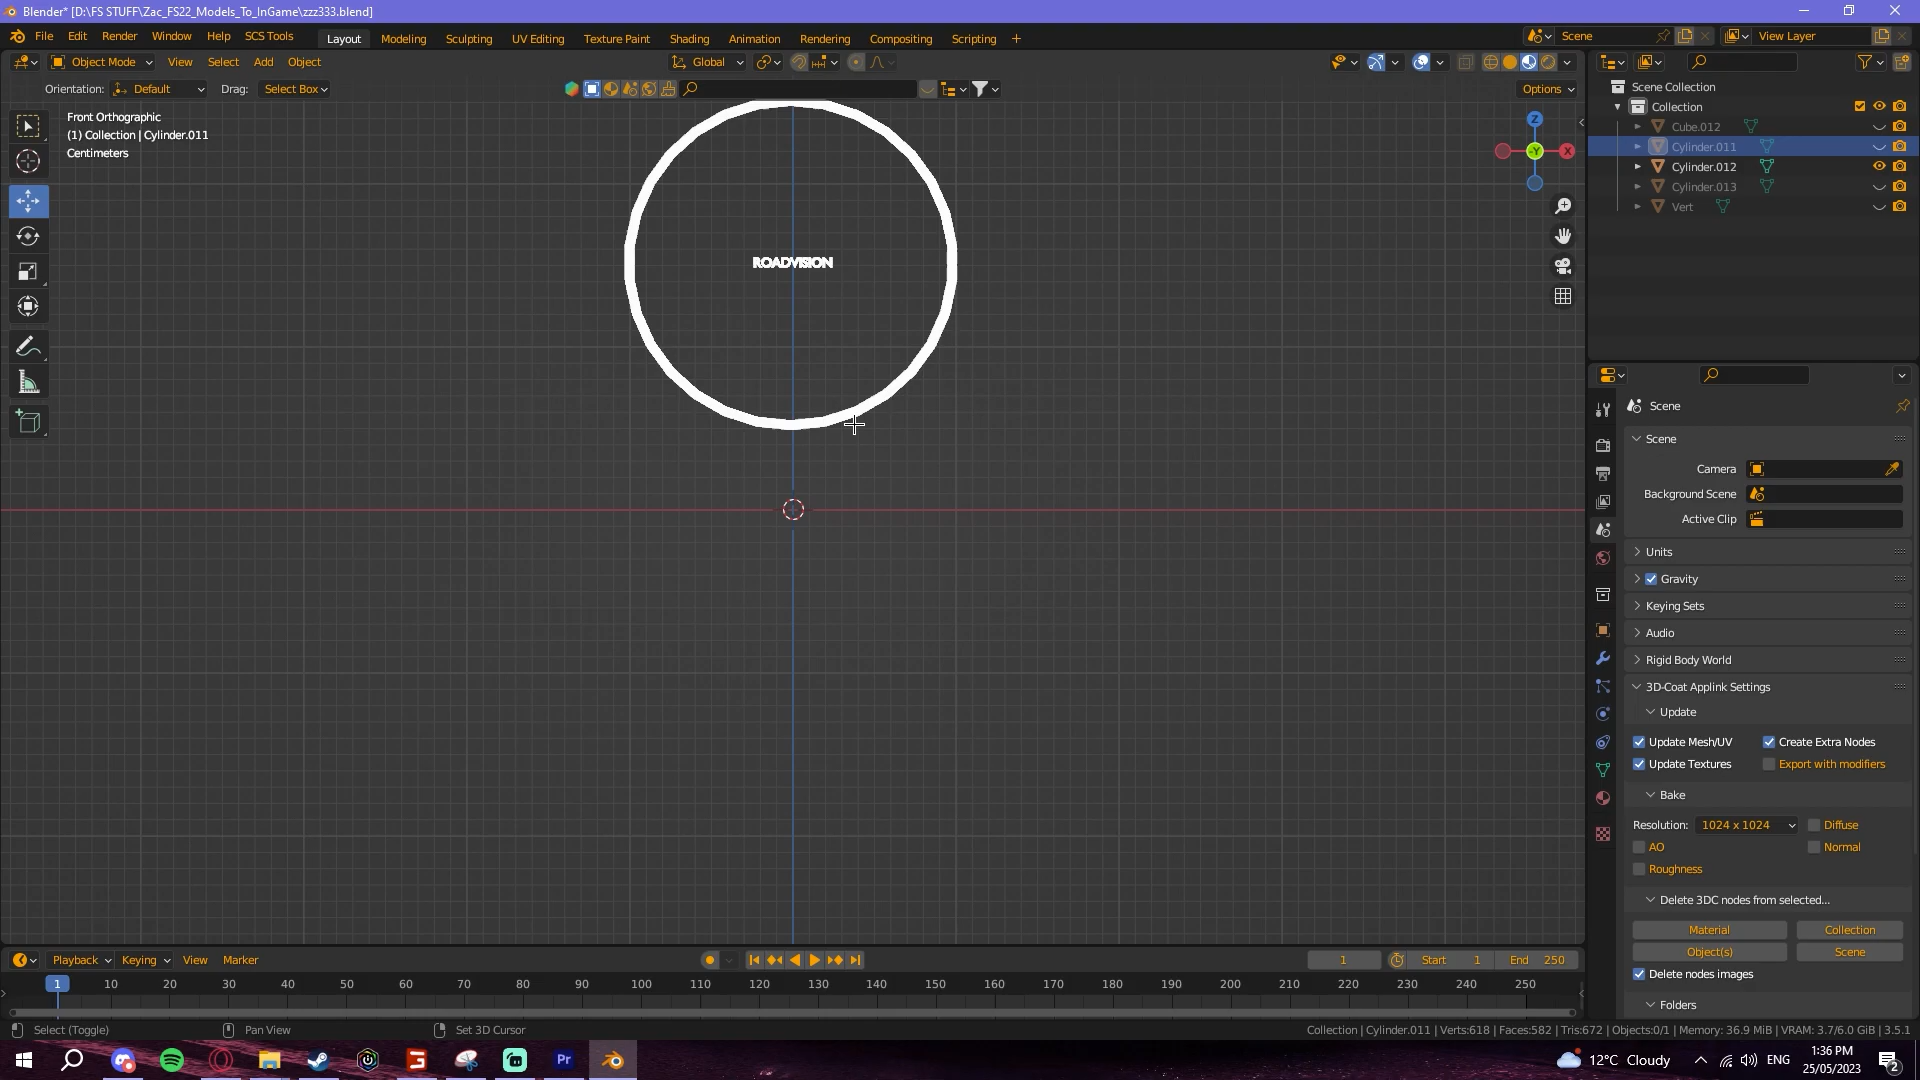 Blender* [D:\FS STUFF\Zac_FS22_Models_To_InGame\zzz333.blend]
File Edit Render Window Help SCS Tools Layout Modeling Sculpting UV Editing Texture Paint Shading Animation Rendering Compositing Scripting + Scene View Layer
Object Mode View Select Add Object Global
Orientation: Default Drag: Select Box Options
Front Orthographic
(1) Collection | Cylinder.011
Centimeters
Z
-Y
X
ROADVISION
Scene Collection
Collection
Cube.012
Cylinder.011
Cylinder.012
Cylinder.013
Vert
Scene
Scene
Camera
Background Scene
Active Clip
Units
Gravity
Keying Sets
Audio
Rigid Body World
3D-Coat Applink Settings
Update
Update Mesh/UV Create Extra Nodes
Update Textures Export with modifiers
Bake
Resolution: 1024 x 1024 Diffuse
AO Normal
Roughness
Delete 3DC nodes from selected...
Material Collection
Object(s) Scene
Delete nodes images
Folders
Playback Keying View Marker 1 Start 1 End 250
1 10 20 30 40 50 60 70 80 90 100 110 120 130 140 150 160 170 180 190 200 210 220 230 240 250
Select (Toggle) Pan View Set 3D Cursor Collection | Cylinder.011 | Verts:618 | Faces:582 | Tris:672 | Objects:0/1 | Memory: 36.9 MiB | VRAM: 3.7/6.0 GiB | 3.5.1
Pr 12°C Cloudy ENG 1:36 PM
25/05/2023 2